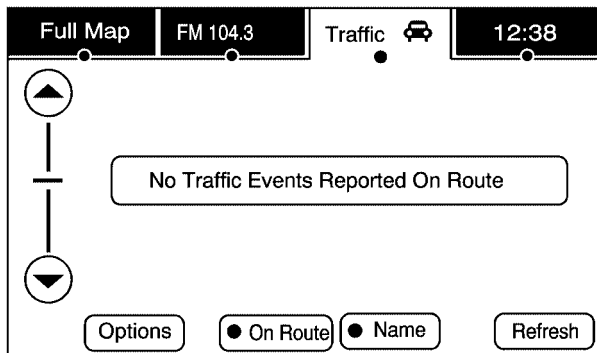 Full Map FM 104.3 Traffic 12:38
No Traffic Events Reported On Route
Options On Route Name Refresh